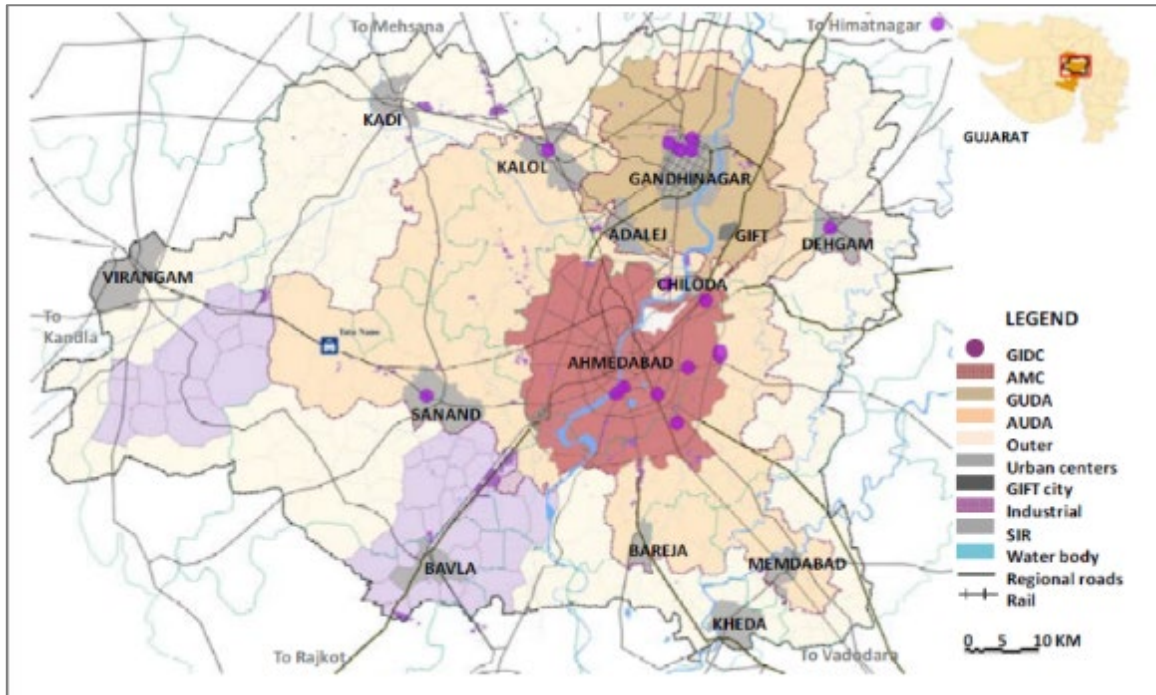 To Mehsana
To Himatnagar
KADI
GUJARAT
KALOL
GANDHINAGAR
ADALEJ
GIFT
DEHGAM
VIRANGAM
CHILODA
To
Kandla
Tata Nano
AHMEDABAD
SANAND
BAREJA
MEMDABAD
BAVLA
KHEDA
To Rajkot
To Vadodara
LEGEND
GIDC
AMC
GUDA
AUDA
Outer
Urban centers
GIFT city
Industrial
SIR
Water body
Regional roads
Rail
0 5 10 KM